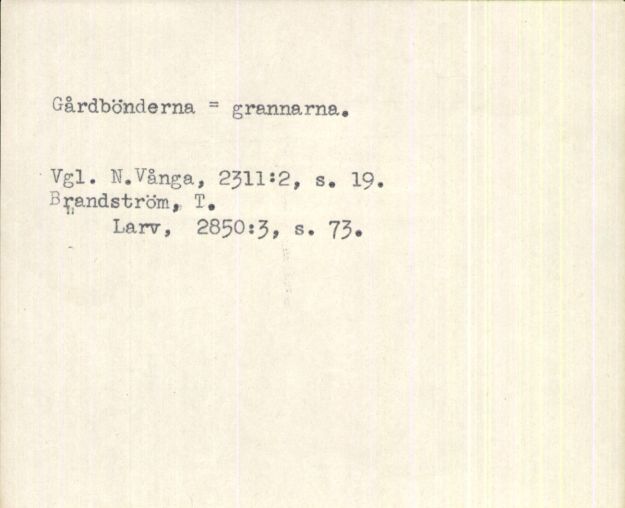 Gårdbönderna = grannarna.
Vgl. N.Vånga, 2311:2, s. 19.
Brandström, T.
" Larv, 2850:3, s. 73.